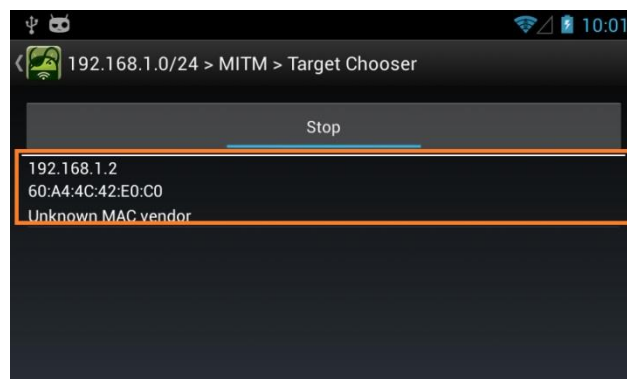 10:01
192.168.1.0/24 > MITM > Target Chooser
Stop
192.168.1.2
60:A4:4C:42:E0:C0
Unknown MAC vendor